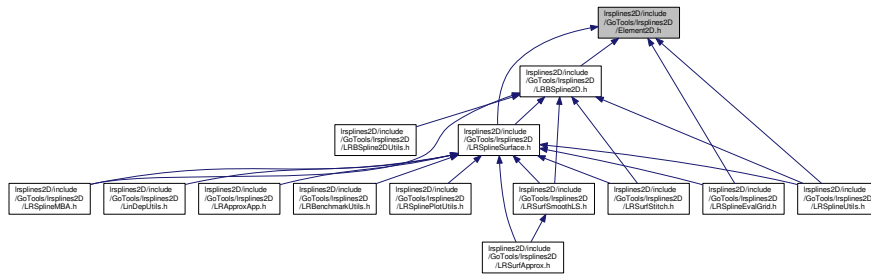 lrsplines2D/include
/GoTools/lrsplines2D
/Element2D.h
lrsplines2D/include
/GoTools/lrsplines2D
/LRBSpline2D.h
lrsplines2D/include
/GoTools/lrsplines2D
/LRBSpline2DUtils.h
lrsplines2D/include
/GoTools/lrsplines2D
/LRSplineSurface.h
lrsplines2D/include
/GoTools/lrsplines2D
/LRSplineMBA.h
lrsplines2D/include
/GoTools/lrsplines2D
/LinDepUtils.h
lrsplines2D/include
/GoTools/lrsplines2D
/LRApproxApp.h
lrsplines2D/include
/GoTools/lrsplines2D
/LRBenchmarkUtils.h
lrsplines2D/include
/GoTools/lrsplines2D
/LRSplinePlotUtils.h
lrsplines2D/include
/GoTools/lrsplines2D
/LRSurfSmoothLS.h
lrsplines2D/include
/GoTools/lrsplines2D
/LRSurfStitch.h
lrsplines2D/include
/GoTools/lrsplines2D
/LRSplineEvalGrid.h
lrsplines2D/include
/GoTools/lrsplines2D
/LRSplineUtils.h
lrsplines2D/include
/GoTools/lrsplines2D
/LRSurfApprox.h